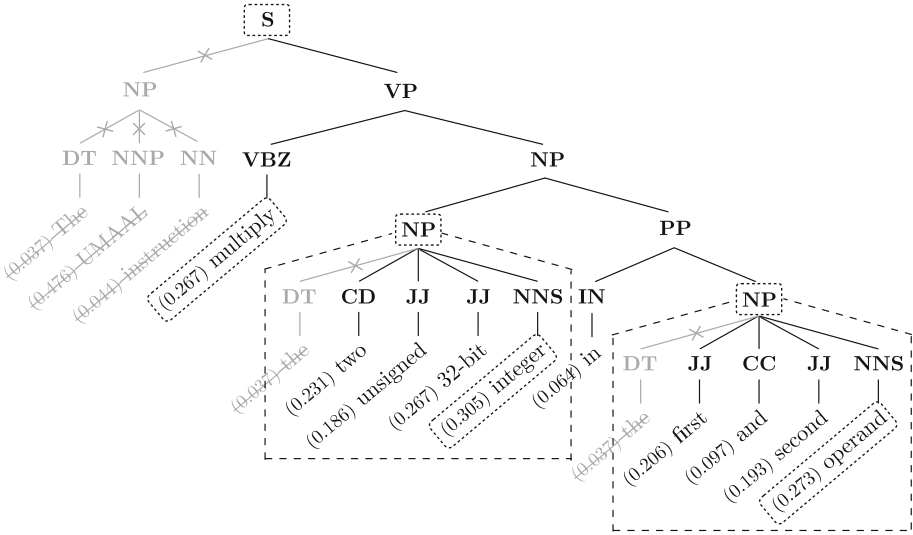 S
NP
VP
DT NNP NN VBZ NP
(0.037) The
(0.476) UMAAL
(0.044) instruction
(0.267) multiply
NP PP
DT CD JJ JJ NNS IN NP
(0.037) the
(0.231) two
(0.186) unsigned
(0.267) 32-bit
(0.305) integer
(0.064) in
DT JJ CC JJ NNS
(0.037) the
(0.206) first
(0.097) and
(0.193) second
(0.273) operand